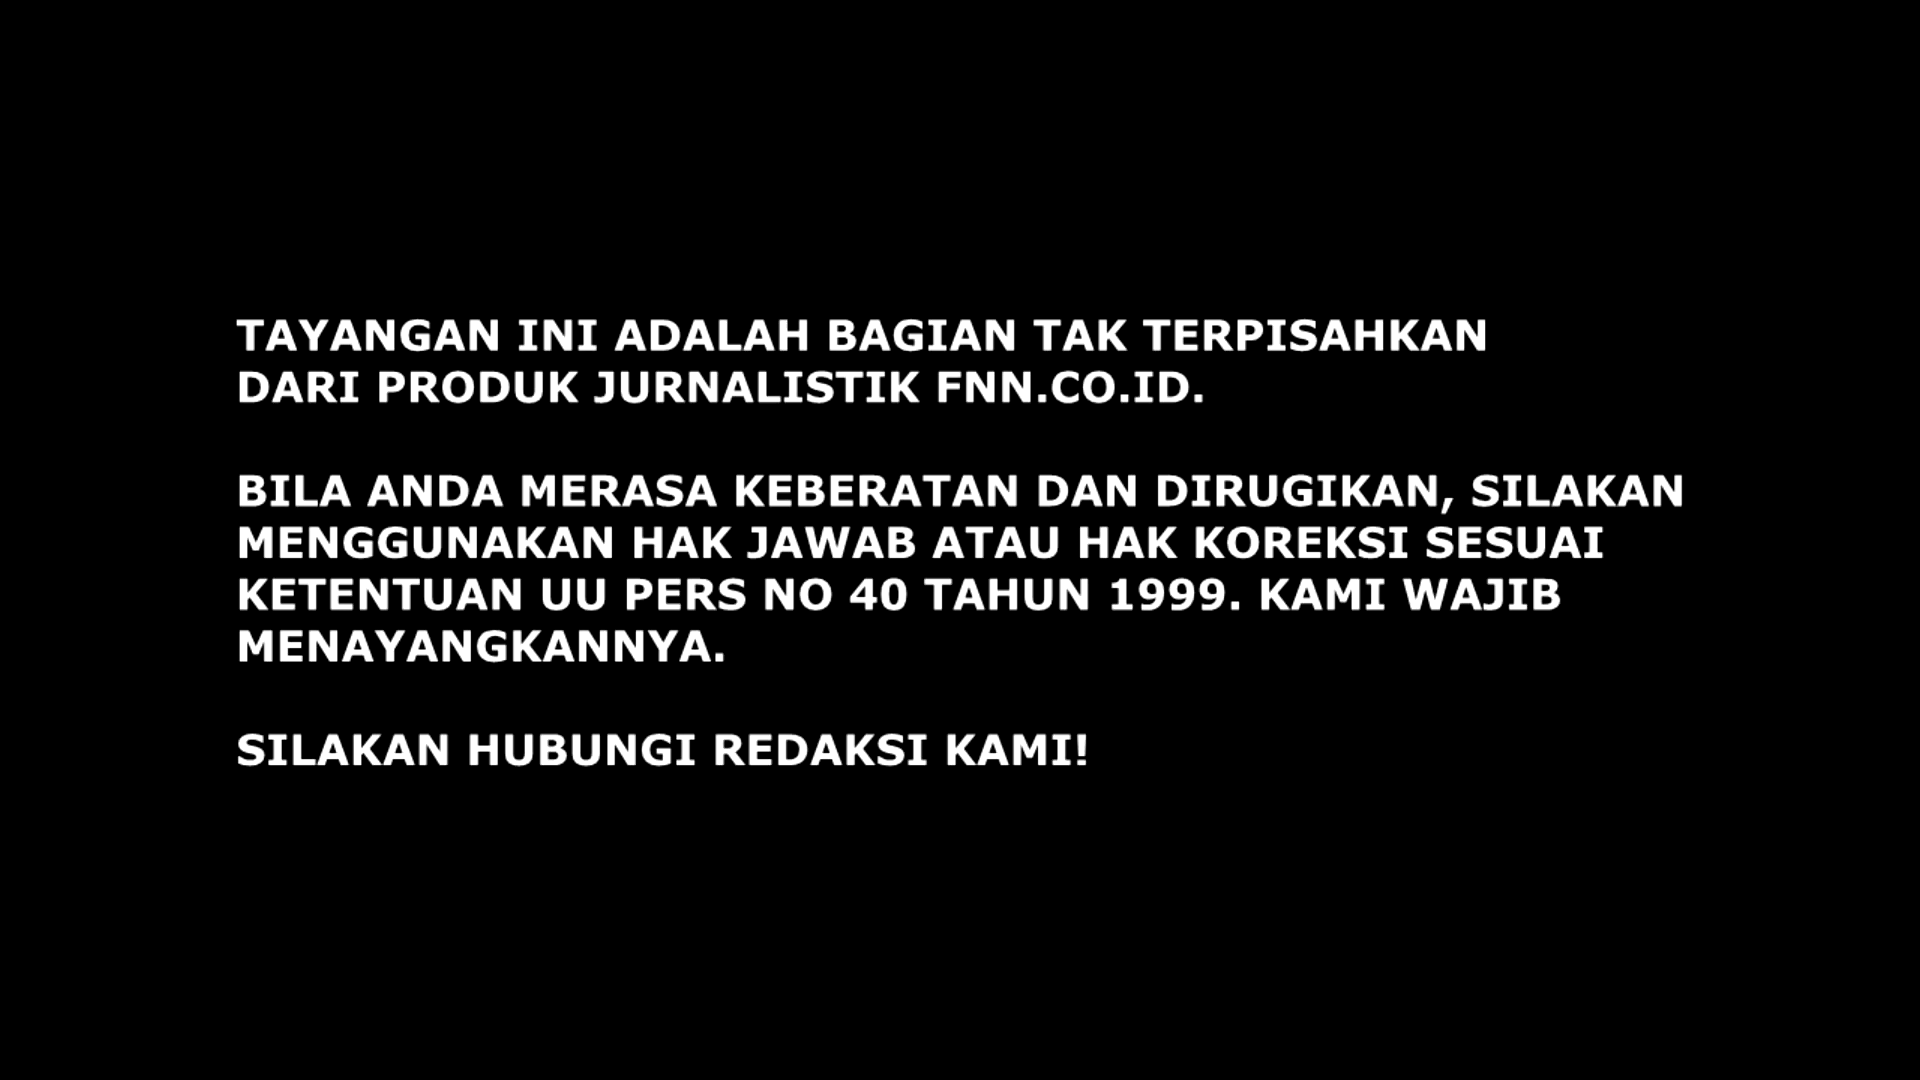 TAYANGAN INI ADALAH BAGIAN TAK TERPISAHKAN
DARI PRODUK JURNALISTIK FNN.CO.ID.
BILA ANDA MERASA KEBERATAN DAN DIRUGIKAN, SILAKAN
MENGGUNAKAN HAK JAWAB ATAU HAK KOREKSI SESUAI
KETENTUAN UU PERS NO 40 TAHUN 1999. KAMI WAJIB
MENAYANGKANNYA.
SILAKAN HUBUNGI REDAKSI KAMI!